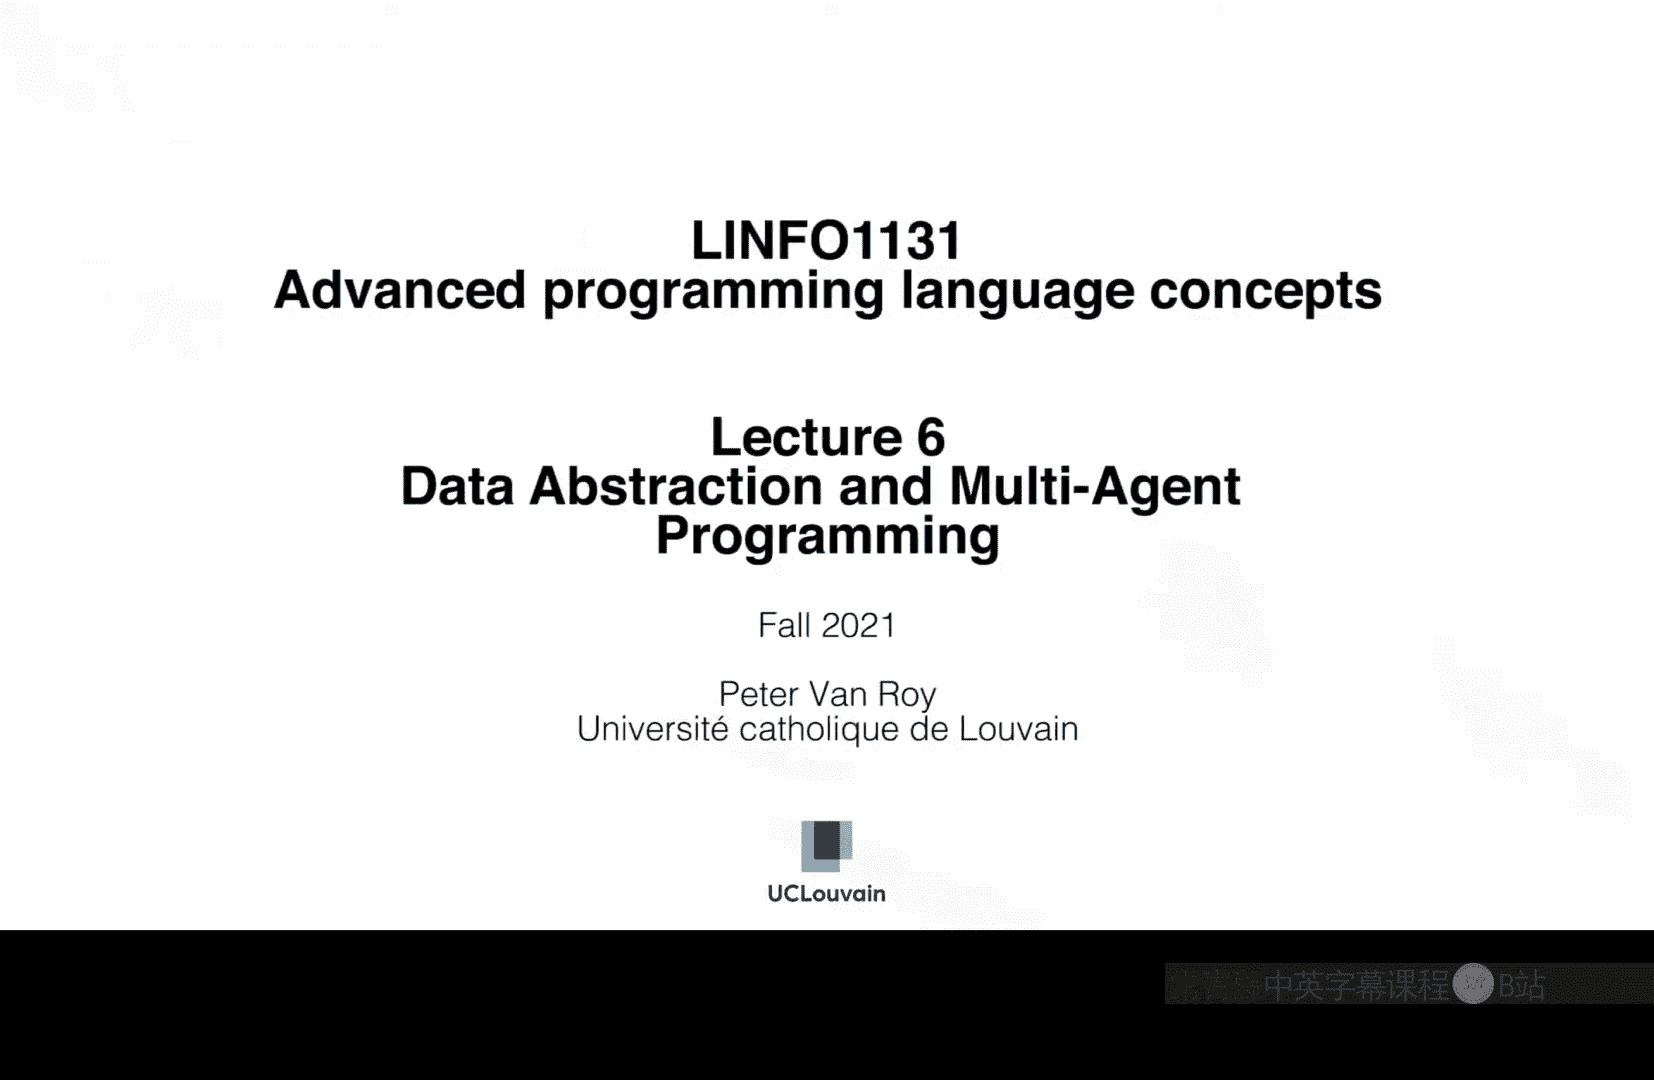 LINFO1131
Advanced programming language concepts
Lecture 6
Data Abstraction and Multi-Agent
Programming
Fall 2021
Peter Van Roy
Université catholique de Louvain
UCLouvain
中英字幕课程 B站